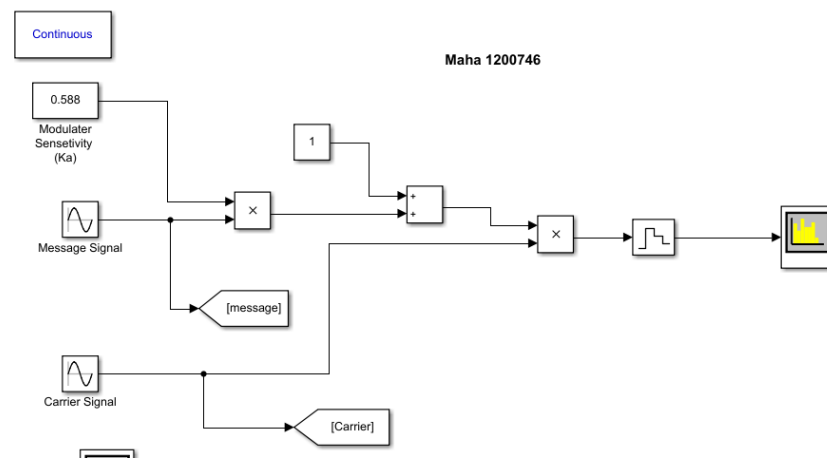 Continuous
Maha 1200746
0.588
Modulater
Sensetivity
(Ka)
1
+
+
×
Message Signal
×
[message]
Carrier Signal
[Carrier]